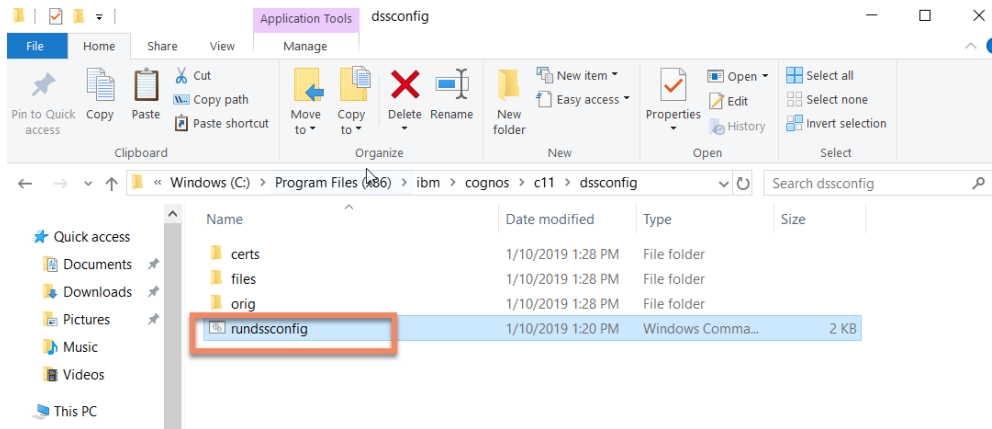 Application Tools dssconfig
File Home Share View Manage
Pin to Quick access
Copy
Paste
Cut
Copy path
Paste shortcut
Clipboard
Move to
Copy to
Delete
Rename
Organize
New folder
New item
Easy access
New
Properties
Open
Edit
History
Open
Select all
Select none
Invert selection
Select
« Windows (C:) > Program Files (x86) > ibm > cognos > c11 > dssconfig
Search dssconfig
Quick access
Documents
Downloads
Pictures
Music
Videos
This PC
Name Date modified Type Size
certs 1/10/2019 1:28 PM File folder
files 1/10/2019 1:28 PM File folder
orig 1/10/2019 1:28 PM File folder
rundssconfig 1/10/2019 1:20 PM Windows Comma... 2 KB